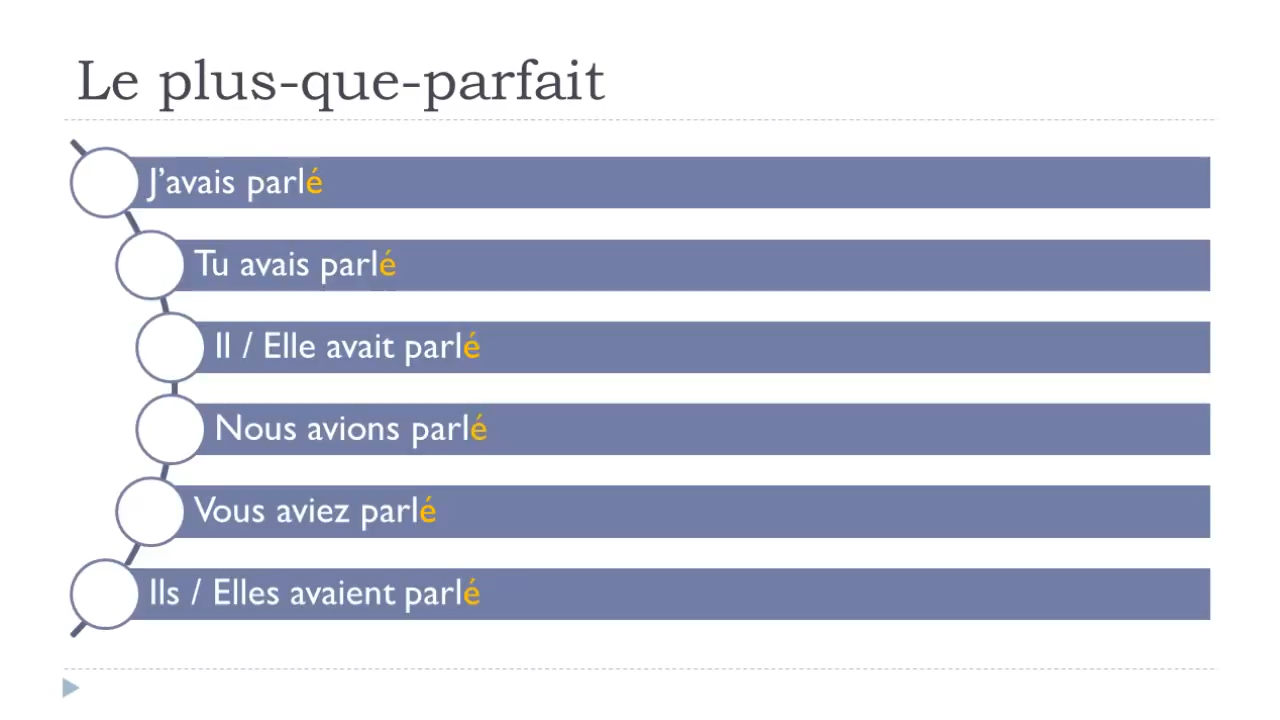 Le plus-que-parfait
J’avais parlé
Tu avais parlé
Il / Elle avait parlé
Nous avions parlé
Vous aviez parlé
Ils / Elles avaient parlé